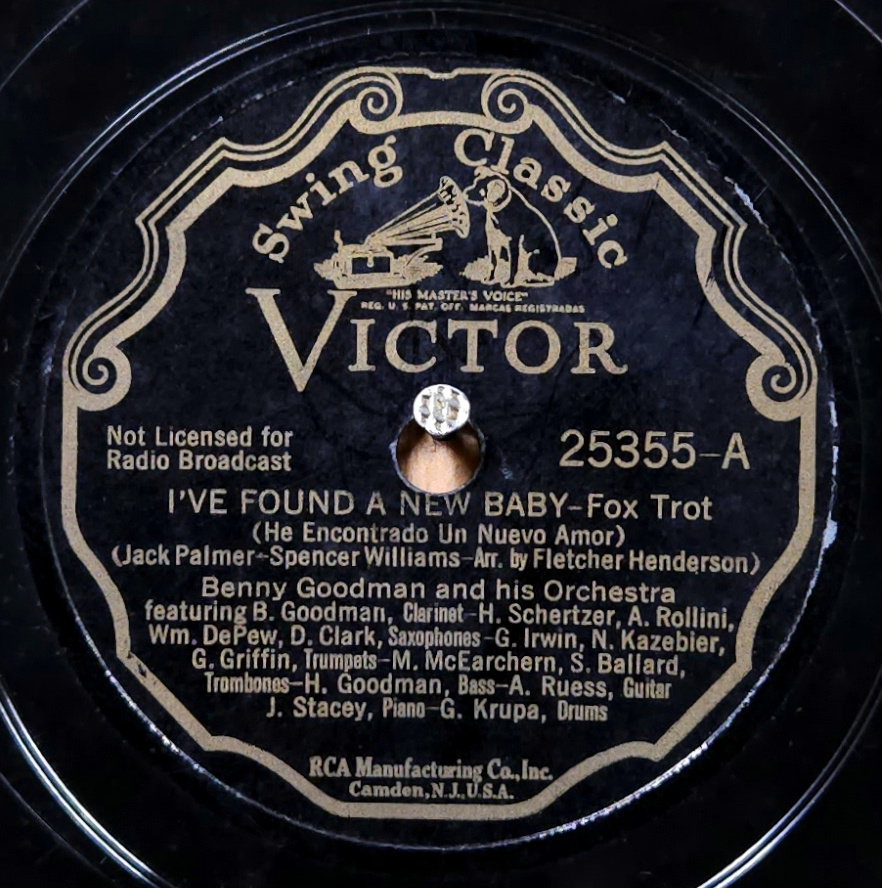 Swing Classic
"HIS MASTER'S VOICE"
REG. U. S. PAT. OFF. MARCAS REGISTRADAS
VICTOR
Not Licensed for
Radio Broadcast
25355-A
I'VE FOUND A NEW BABY-Fox Trot
(He Encontrado Un Nuevo Amor)
(Jack Palmer-Spencer Williams-Arr. by Fletcher Henderson)
Benny Goodman and his Orchestra
featuring B. Goodman, Clarinet-H. Schertzer, A. Rollini,
Wm. DePew, D. Clark, Saxophones-G. Irwin, N. Kazebier,
G. Griffin, Trumpets-M. McEarchern, S. Ballard,
Trombones-H. Goodman, Bass-A. Ruess, Guitar
J. Stacey, Piano-G. Krupa, Drums
RCA Manufacturing Co., Inc.
Camden, N.J., U.S.A.